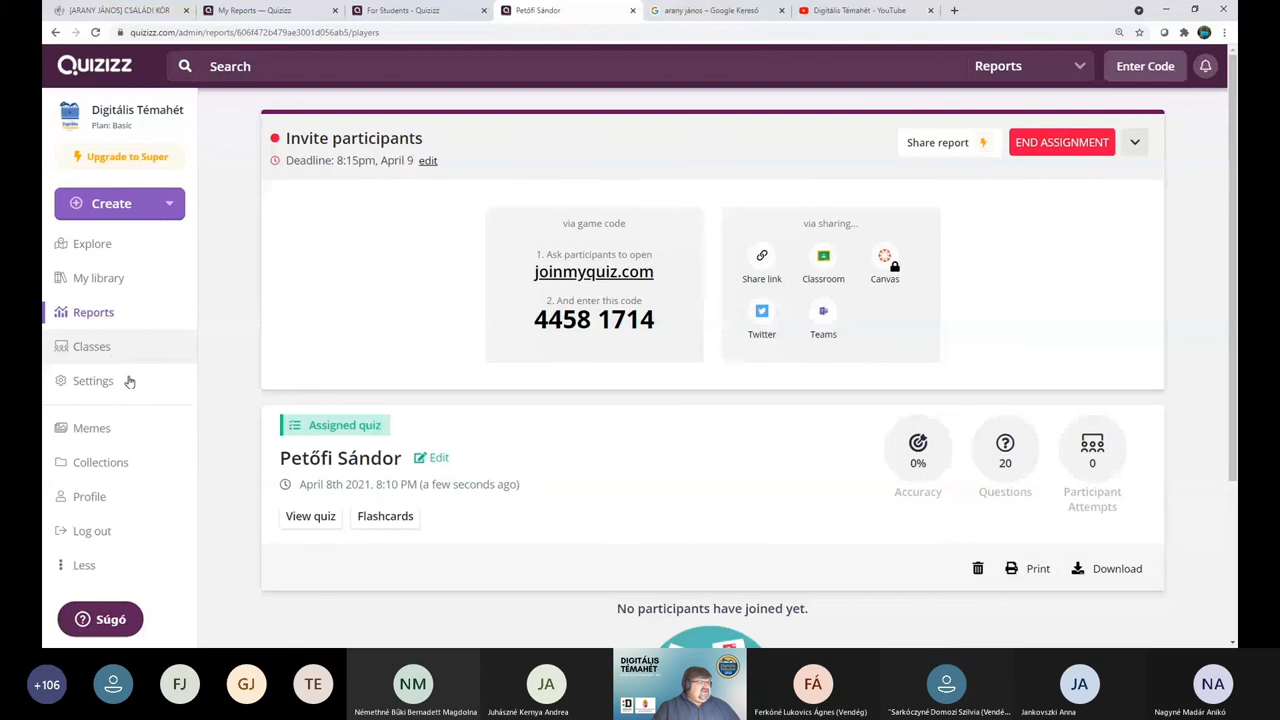 [ARANY JÁNOS] CSALÁDI KÖR
My Reports — Quizizz
For Students - Quizizz
Petőfi Sándor
arany jános – Google Kereső
Digitális Témahét - YouTube
quizizz.com/admin/reports/606f472b479ae3001d056ab5/players
QUIZIZZ
Search
Reports
Enter Code
Digitális Témahét
Plan: Basic
Upgrade to Super
Create
Explore
My library
Reports
Classes
Settings
Memes
Collections
Profile
Log out
Less
Súgó
Invite participants
Deadline: 8:15pm, April 9 edit
Share report
END ASSIGNMENT
via game code
1. Ask participants to open
joinmyquiz.com
2. And enter this code
4458 1714
via sharing...
Share link
Classroom
Canvas
Twitter
Teams
Assigned quiz
Petőfi Sándor
Edit
April 8th 2021, 8:10 PM (a few seconds ago)
View quiz
Flashcards
0%
Accuracy
20
Questions
0
Participant
Attempts
Print
Download
No participants have joined yet.
+106
FJ
GJ
TE
NM
Némethné Bűki Bernadett Magdolna
JA
Juhászné Kernya Andrea
DIGITÁLIS
TÉMAHÉT
FÁ
Ferkóné Lukovics Ágnes (Vendég)
"Sarkóczyné Domozi Szilvia (Vendé...
JA
Jankovszki Anna
NA
Nagyné Madár Anikó